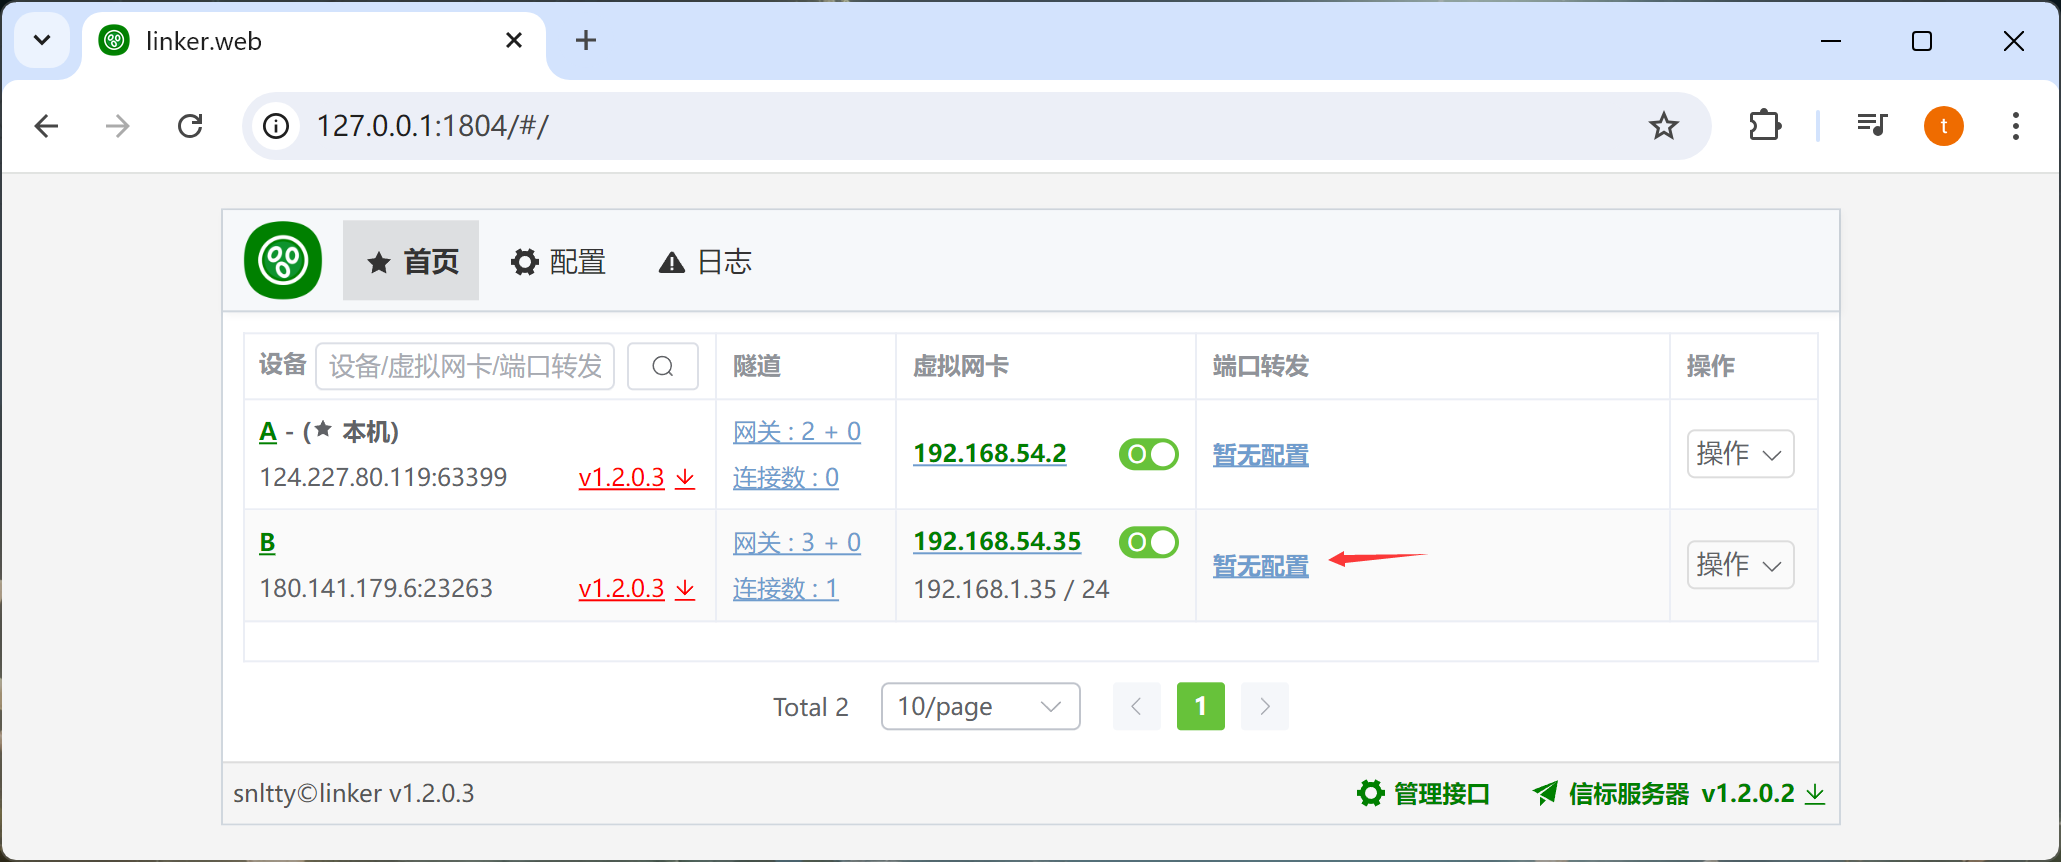 linker.web
127.0.0.1:1804/#/
t
首页
配置
日志
设备
设备/虚拟网卡/端口转发
隧道
虚拟网卡
端口转发
操作
A - (★ 本机)
124.227.80.119:63399
v1.2.0.3
网关 : 2 + 0
连接数 : 0
192.168.54.2
暂无配置
操作
B
180.141.179.6:23263
v1.2.0.3
网关 : 3 + 0
连接数 : 1
192.168.54.35
192.168.1.35 / 24
暂无配置
操作
Total 2
10/page
1
snltty©linker v1.2.0.3
管理接口
信标服务器 v1.2.0.2